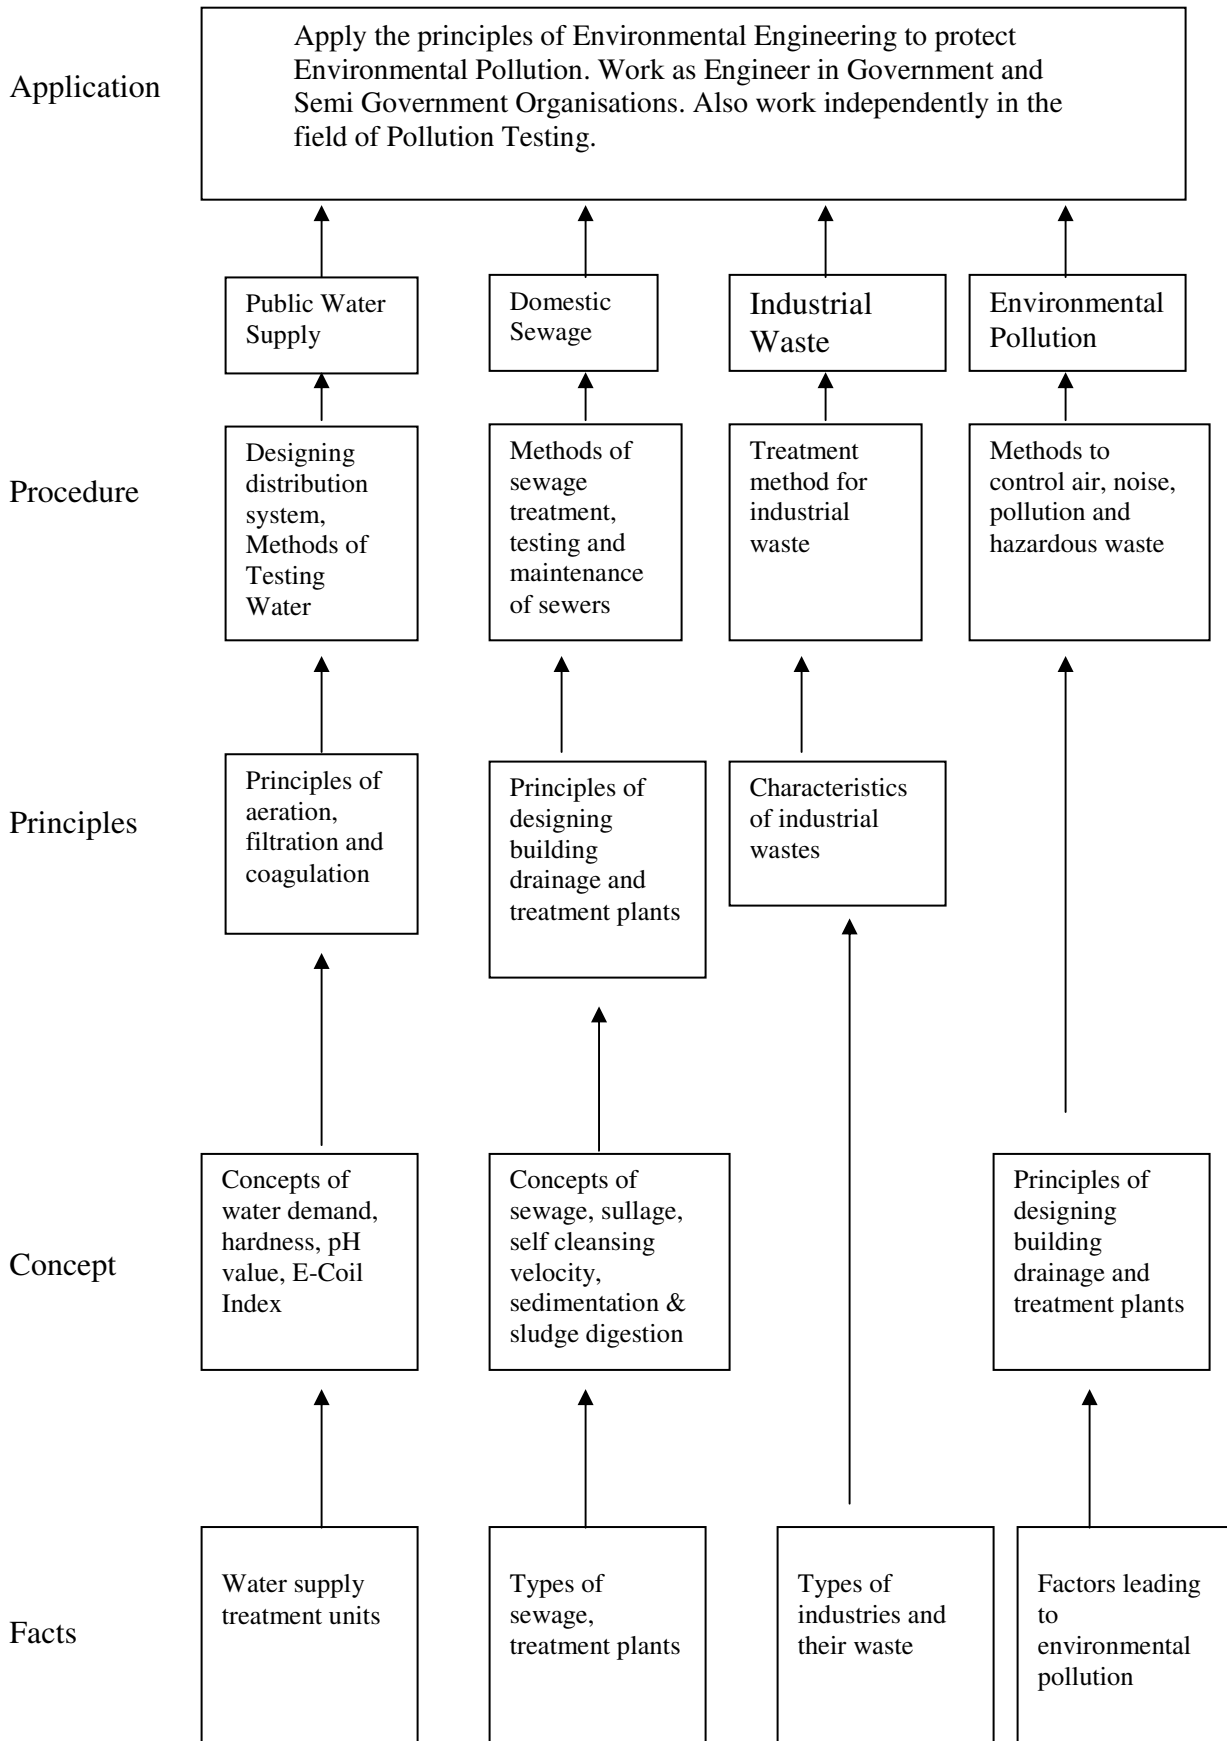 Application
Apply the principles of Environmental Engineering to protect
Environmental Pollution. Work as Engineer in Government and
Semi Government Organisations. Also work independently in the
field of Pollution Testing.
Public Water
Supply
Domestic
Sewage
Industrial
Waste
Environmental
Pollution
Procedure
Designing
distribution
system,
Methods of
Testing
Water
Methods of
sewage
treatment,
testing and
maintenance
of sewers
Treatment
method for
industrial
waste
Methods to
control air, noise,
pollution and
hazardous waste
Principles
Principles of
aeration,
filtration and
coagulation
Principles of
designing
building
drainage and
treatment plants
Characteristics
of industrial
wastes
Concept
Concepts of
water demand,
hardness, pH
value, E-Coil
Index
Concepts of
sewage, sullage,
self cleansing
velocity,
sedimentation &
sludge digestion
Principles of
designing
building
drainage and
treatment plants
Facts
Water supply
treatment units
Types of
sewage,
treatment plants
Types of
industries and
their waste
Factors leading
to
environmental
pollution